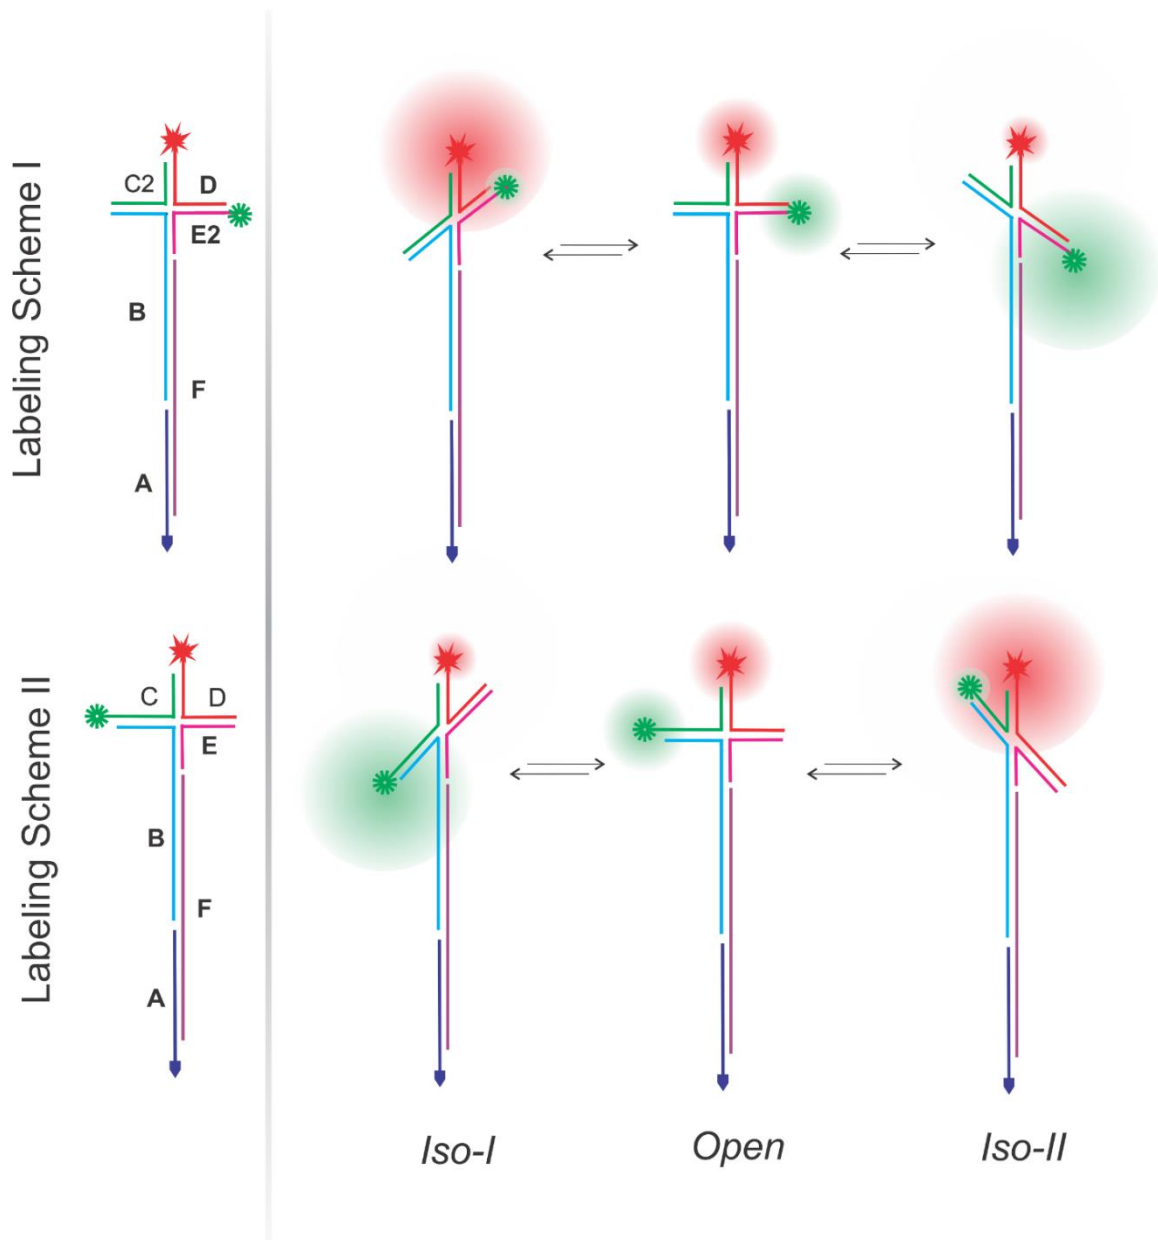 Labeling Scheme I
C2
D
E2
B
F
A
Labeling Scheme II
C
D
E
B
F
A
Iso-I
Open
Iso-II